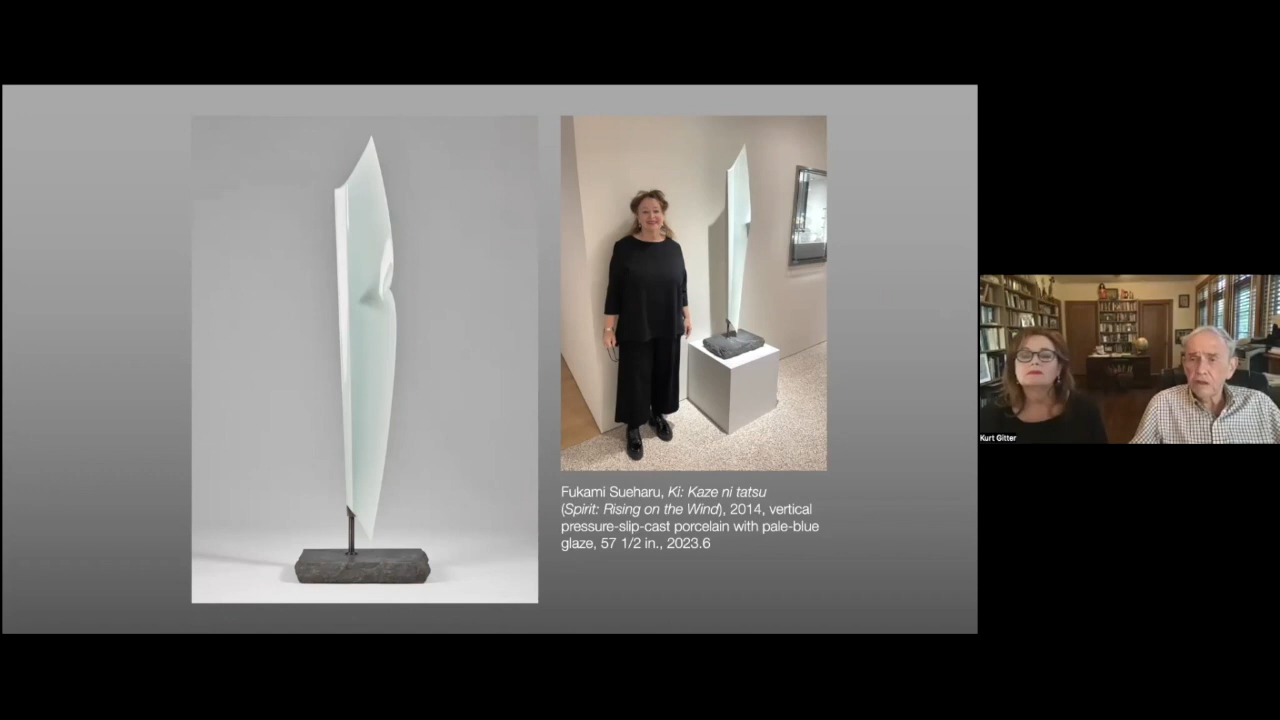 Fukami Sueharu, Ki: Kaze ni tatsu
(Spirit: Rising on the Wind), 2014, vertical
pressure-slip-cast porcelain with pale-blue
glaze, 57 1/2 in., 2023.6
Kurt Gitter